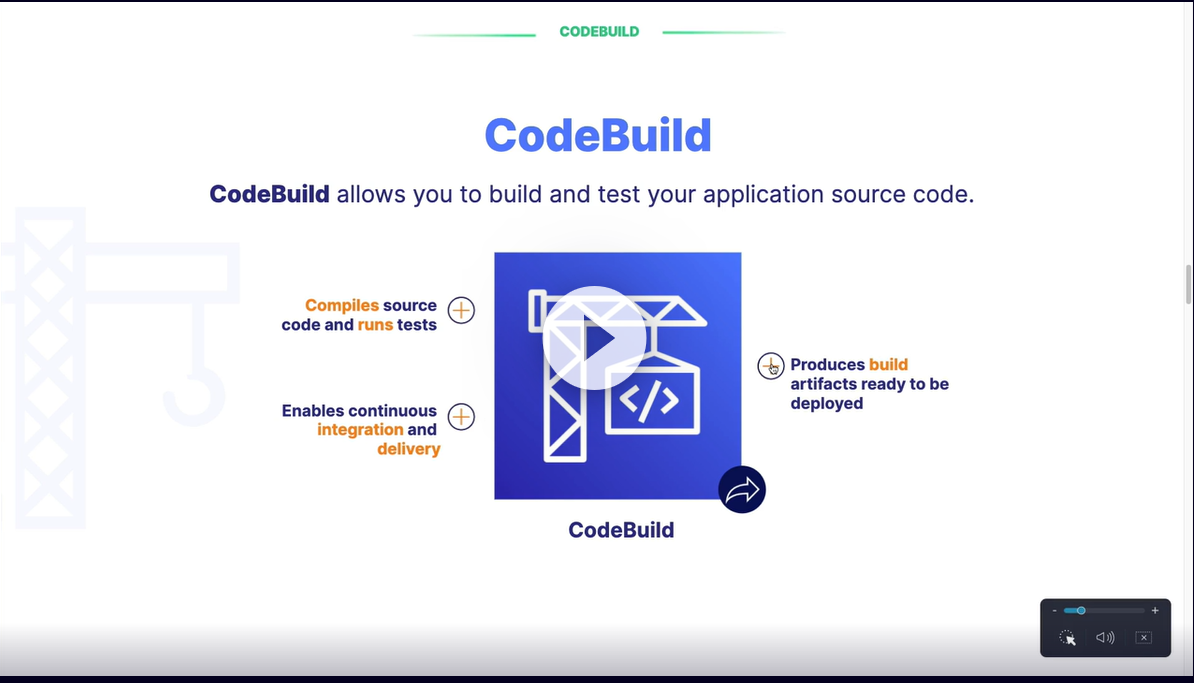 CODEBUILD
CodeBuild
CodeBuild allows you to build and test your application source code.
Compiles source
code and runs tests
Enables continuous
integration and
delivery
</>
Produces build
artifacts ready to be
deployed
CodeBuild
- +